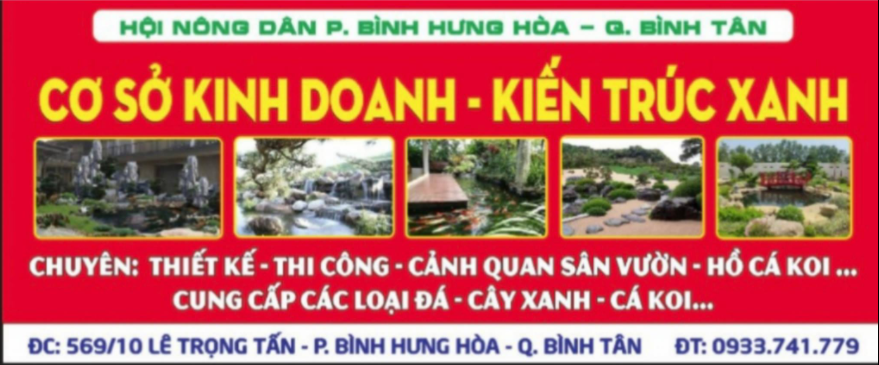 HỘI NÔNG DÂN P. BÌNH HƯNG HÒA - Q. BÌNH TÂN
CƠ SỞ KINH DOANH - KIẾN TRÚC XANH
CHUYÊN: THIẾT KẾ - THI CÔNG - CẢNH QUAN SÂN VƯỜN - HỒ CÁ KOI ...
CUNG CẤP CÁC LOẠI ĐÁ - CÂY XANH - CÁ KOI...
ĐC: 569/10 LÊ TRỌNG TẤN - P. BÌNH HƯNG HÒA - Q. BÌNH TÂN ĐT: 0933.741.779